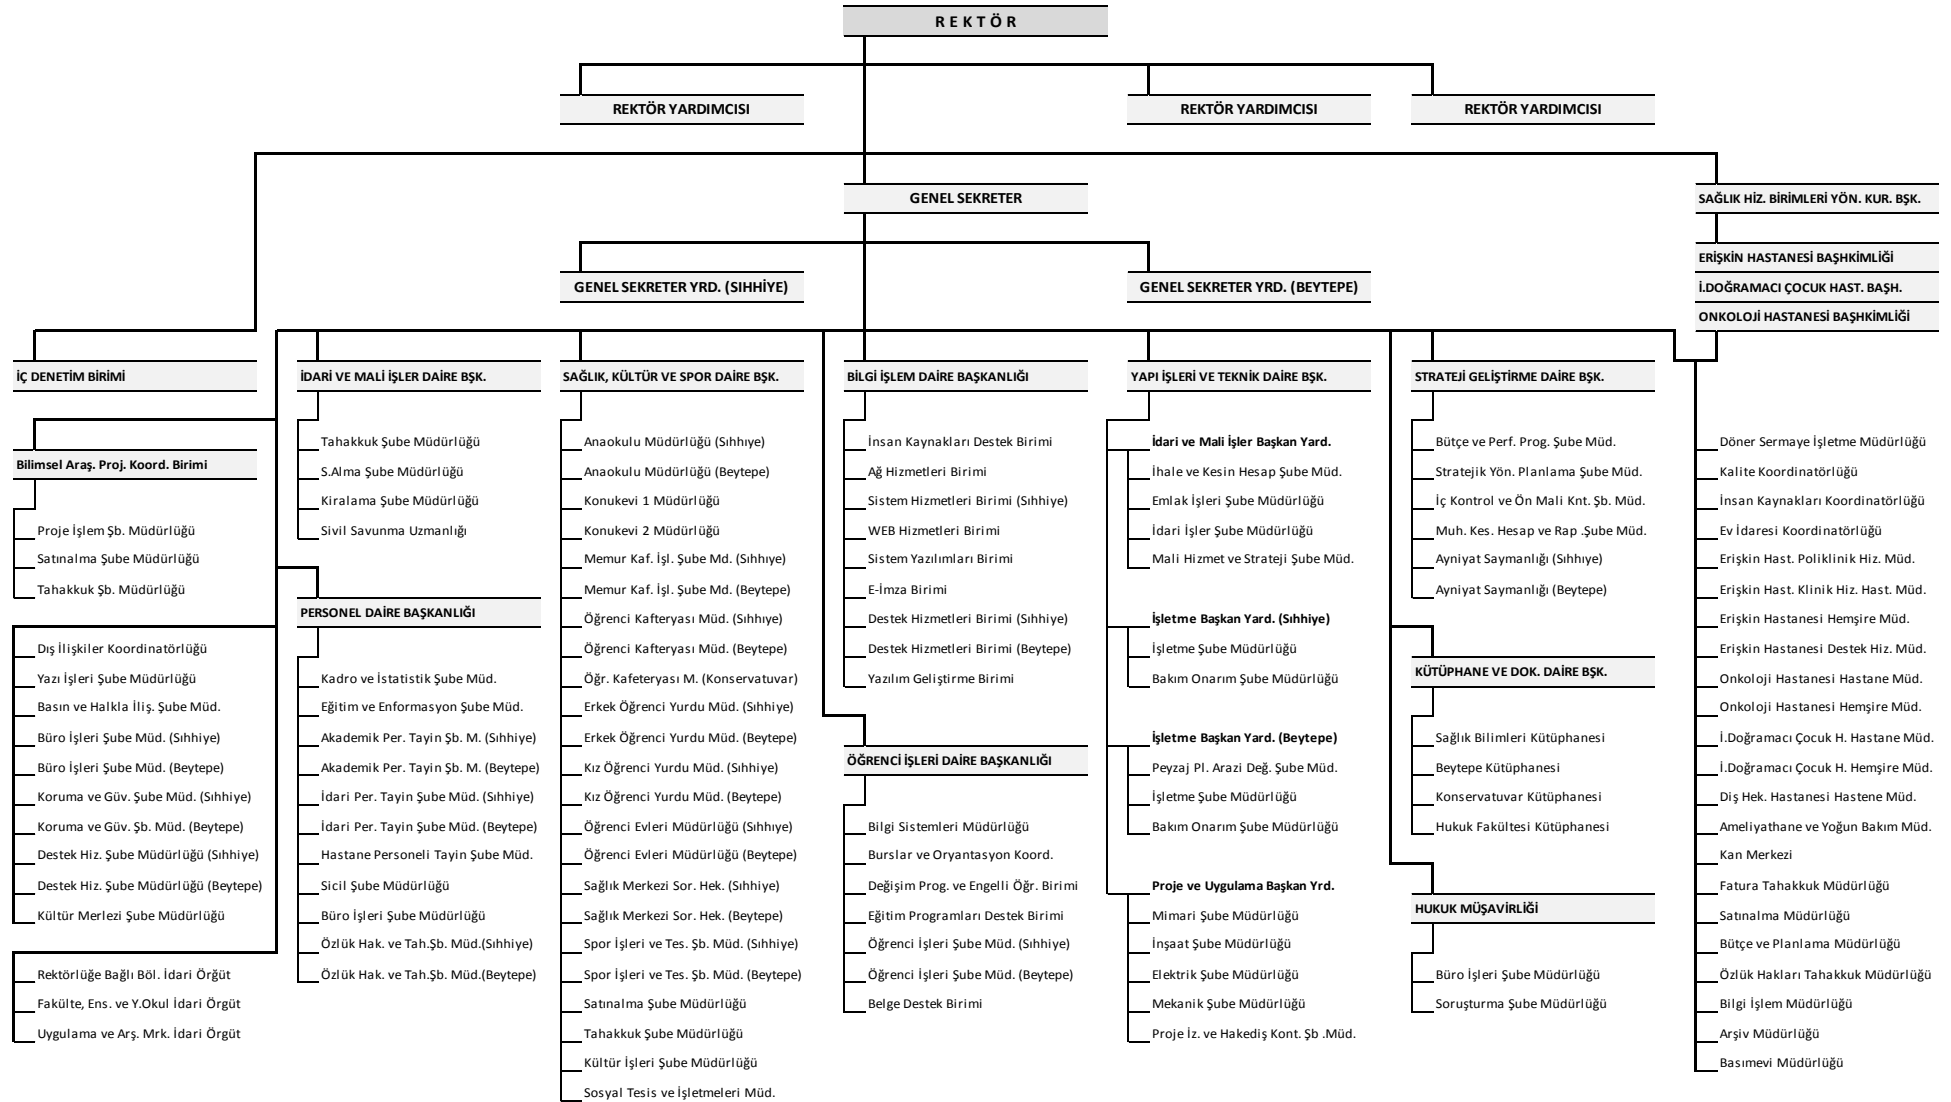 R E K T Ö R
REKTÖR YARDIMCISI
REKTÖR YARDIMCISI
REKTÖR YARDIMCISI
GENEL SEKRETER
SAĞLIK HİZ. BİRİMLERİ YÖN. KUR. BŞK.
ERİŞKİN HASTANESİ BAŞHKİMLİĞİ
İ.DOĞRAMACI ÇOCUK HAST. BAŞH.
ONKOLOJİ HASTANESİ BAŞHKİMLİĞİ
GENEL SEKRETER YRD. (SIHHİYE)
GENEL SEKRETER YRD. (BEYTEPE)
İÇ DENETİM BİRİMİ
Bilimsel Araş. Proj. Koord. Birimi
Proje İşlem Şb. Müdürlüğü
Satınalma Şube Müdürlüğü
Tahakkuk Şb. Müdürlüğü
Dış İlişkiler Koordinatörlüğü
Yazı İşleri Şube Müdürlüğü
Basın ve Halkla İliş. Şube Müd.
Büro İşleri Şube Müd. (Sıhhiye)
Büro İşleri Şube Müd. (Beytepe)
Koruma ve Güv. Şube Müd. (Sıhhiye)
Koruma ve Güv. Şb. Müd. (Beytepe)
Destek Hiz. Şube Müdürlüğü (Sıhhiye)
Destek Hiz. Şube Müdürlüğü (Beytepe)
Kültür Merlezi Şube Müdürlüğü
Rektörlüğe Bağlı Böl. İdari Örğüt
Fakülte, Ens. ve Y.Okul İdari Örgüt
Uygulama ve Arş. Mrk. İdari Örgüt
İDARİ VE MALİ İŞLER DAİRE BŞK.
Tahakkuk Şube Müdürlüğü
S.Alma Şube Müdürlüğü
Kiralama Şube Müdürlüğü
Sivil Savunma Uzmanlığı
PERSONEL DAİRE BAŞKANLIĞI
Kadro ve İstatistik Şube Müd.
Eğitim ve Enformasyon Şube Müd.
Akademik Per. Tayin Şb. M. (Sıhhiye)
Akademik Per. Tayin Şb. M. (Beytepe)
İdari Per. Tayin Şube Müd. (Sıhhiye)
İdari Per. Tayin Şube Müd. (Beytepe)
Hastane Personeli Tayin Şube Müd.
Sicil Şube Müdürlüğü
Büro İşleri Şube Müdürlüğü
Özlük Hak. ve Tah.Şb. Müd.(Sıhhiye)
Özlük Hak. ve Tah.Şb. Müd.(Beytepe)
SAĞLIK, KÜLTÜR VE SPOR DAİRE BŞK.
Anaokulu Müdürlüğü (Sıhhıye)
Anaokulu Müdürlüğü (Beytepe)
Konukevi 1 Müdürlüğü
Konukevi 2 Müdürlüğü
Memur Kaf. İşl. Şube Md. (Sıhhıye)
Memur Kaf. İşl. Şube Md. (Beytepe)
Öğrenci Kafteryası Müd. (Sıhhıye)
Öğrenci Kafteryası Müd. (Beytepe)
Öğr. Kafeteryası M. (Konservatuvar)
Erkek Öğrenci Yurdu Müd. (Sıhhiye)
Erkek Öğrenci Yurdu Müd. (Beytepe)
Kız Öğrenci Yurdu Müd. (Sıhhiye)
Kız Öğrenci Yurdu Müd. (Beytepe)
Öğrenci Evleri Müdürlüğü (Sıhhıye)
Öğrenci Evleri Müdürlüğü (Beytepe)
Sağlık Merkezi Sor. Hek. (Sıhhiye)
Sağlık Merkezi Sor. Hek. (Beytepe)
Spor İşleri ve Tes. Şb. Müd. (Sıhhiye)
Spor İşleri ve Tes. Şb. Müd. (Beytepe)
Satınalma Şube Müdürlüğü
Tahakkuk Şube Müdürlüğü
Kültür İşleri Şube Müdürlüğü
Sosyal Tesis ve İşletmeleri Müd.
BİLGİ İŞLEM DAİRE BAŞKANLIĞI
İnsan Kaynakları Destek Birimi
Ağ Hizmetleri Birimi
Sistem Hizmetleri Birimi (Sıhhiye)
WEB Hizmetleri Birimi
Sistem Yazılımları Birimi
E-İmza Birimi
Destek Hizmetleri Birimi (Sıhhiye)
Destek Hizmetleri Birimi (Beytepe)
Yazılım Geliştirme Birimi
ÖĞRENCİ İŞLERİ DAİRE BAŞKANLIĞI
Bilgi Sistemleri Müdürlüğü
Burslar ve Oryantasyon Koord.
Değişim Prog. ve Engelli Öğr. Birimi
Eğitim Programları Destek Birimi
Öğrenci İşleri Şube Müd. (Sıhhiye)
Öğrenci İşleri Şube Müd. (Beytepe)
Belge Destek Birimi
YAPI İŞLERİ VE TEKNİK DAİRE BŞK.
İdari ve Mali İşler Başkan Yard.
İhale ve Kesin Hesap Şube Müd.
Emlak İşleri Şube Müdürlüğü
İdari İşler Şube Müdürlüğü
Mali Hizmet ve Strateji Şube Müd.
İşletme Başkan Yard. (Sıhhiye)
İşletme Şube Müdürlüğü
Bakım Onarım Şube Müdürlüğü
İşletme Başkan Yard. (Beytepe)
Peyzaj Pl. Arazi Değ. Şube Müd.
İşletme Şube Müdürlüğü
Bakım Onarım Şube Müdürlüğü
Proje ve Uygulama Başkan Yrd.
Mimari Şube Müdürlüğü
İnşaat Şube Müdürlüğü
Elektrik Şube Müdürlüğü
Mekanik Şube Müdürlüğü
Proje İz. ve Hakediş Kont. Şb .Müd.
STRATEJİ GELİŞTİRME DAİRE BŞK.
Bütçe ve Perf. Prog. Şube Müd.
Stratejik Yön. Planlama Şube Müd.
İç Kontrol ve Ön Mali Knt. Şb. Müd.
Muh. Kes. Hesap ve Rap .Şube Müd.
Ayniyat Saymanlığı (Sıhhıye)
Ayniyat Saymanlığı (Beytepe)
KÜTÜPHANE VE DOK. DAİRE BŞK.
Sağlık Bilimleri Kütüphanesi
Beytepe Kütüphanesi
Konservatuvar Kütüphanesi
Hukuk Fakültesi Kütüphanesi
HUKUK MÜŞAVİRLİĞİ
Büro İşleri Şube Müdürlüğü
Soruşturma Şube Müdürlüğü
Döner Sermaye İşletme Müdürlüğü
Kalite Koordinatörlüğü
İnsan Kaynakları Koordinatörlüğü
Ev İdaresi Koordinatörlüğü
Erişkin Hast. Poliklinik Hiz. Müd.
Erişkin Hast. Klinik Hiz. Hast. Müd.
Erişkin Hastanesi Hemşire Müd.
Erişkin Hastanesi Destek Hiz. Müd.
Onkoloji Hastanesi Hastane Müd.
Onkoloji Hastanesi Hemşire Müd.
İ.Doğramacı Çocuk H. Hastane Müd.
İ.Doğramacı Çocuk H. Hemşire Müd.
Diş Hek. Hastanesi Hastene Müd.
Ameliyathane ve Yoğun Bakım Müd.
Kan Merkezi
Fatura Tahakkuk Müdürlüğü
Satınalma Müdürlüğü
Bütçe ve Planlama Müdürlüğü
Özlük Hakları Tahakkuk Müdürlüğü
Bilgi İşlem Müdürlüğü
Arşiv Müdürlüğü
Basımevi Müdürlüğü